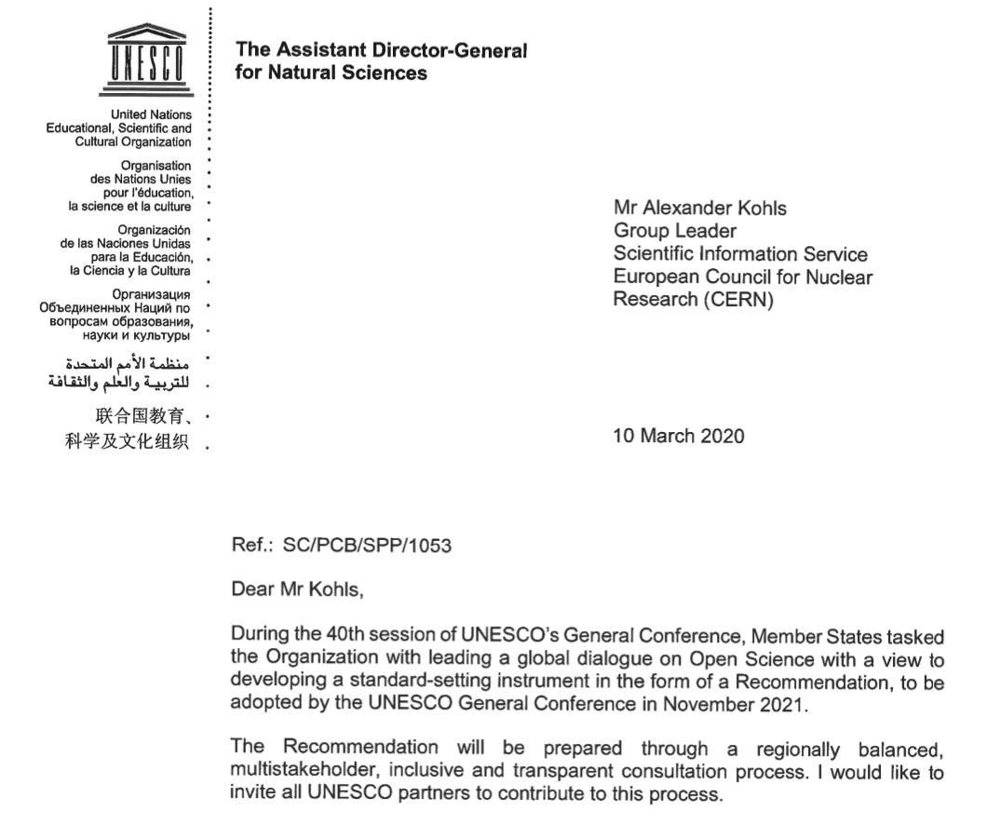 UNESCO
United Nations
Educational, Scientific and
Cultural Organization
Organisation
des Nations Unies
pour l'éducation,
la science et la culture
Organización
de las Naciones Unidas
para la Educación,
la Ciencia y la Cultura
Организация
Объединенных Наций по
вопросам образования,
науки и культуры
منظمة الأمم المتحدة
للتربية والعلم والثقافة
联合国教育、
科学及文化组织
The Assistant Director-General
for Natural Sciences
Mr Alexander Kohls
Group Leader
Scientific Information Service
European Council for Nuclear
Research (CERN)
10 March 2020
Ref.: SC/PCB/SPP/1053
Dear Mr Kohls,
During the 40th session of UNESCO's General Conference, Member States tasked
the Organization with leading a global dialogue on Open Science with a view to
developing a standard-setting instrument in the form of a Recommendation, to be
adopted by the UNESCO General Conference in November 2021.
The Recommendation will be prepared through a regionally balanced,
multistakeholder, inclusive and transparent consultation process. I would like to
invite all UNESCO partners to contribute to this process.